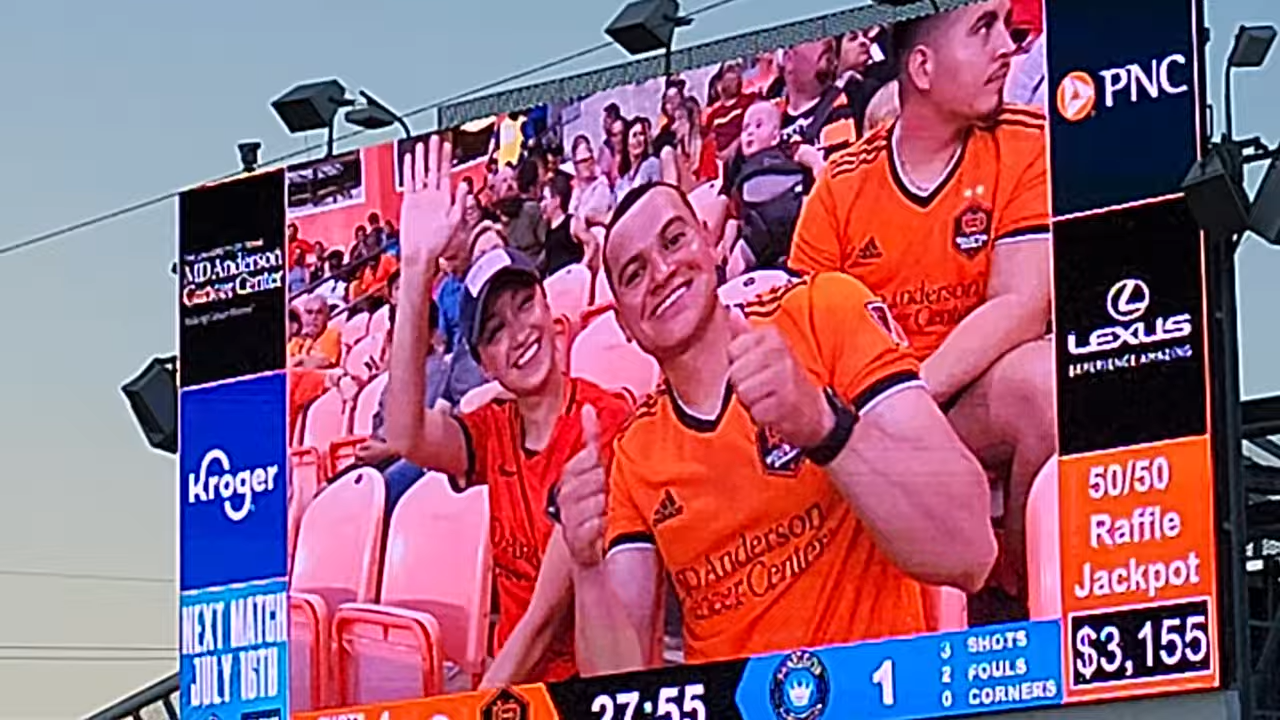 MD Anderson
Cancer Center
Kroger
NEXT MATCH
JULY 16TH
PNC
LEXUS
EXPERIENCE AMAZING
50/50
Raffle
Jackpot
$3,155
Anderson
Center
MD Anderson
Cancer Center
27:55
1
3 SHOTS
2 FOULS
0 CORNERS